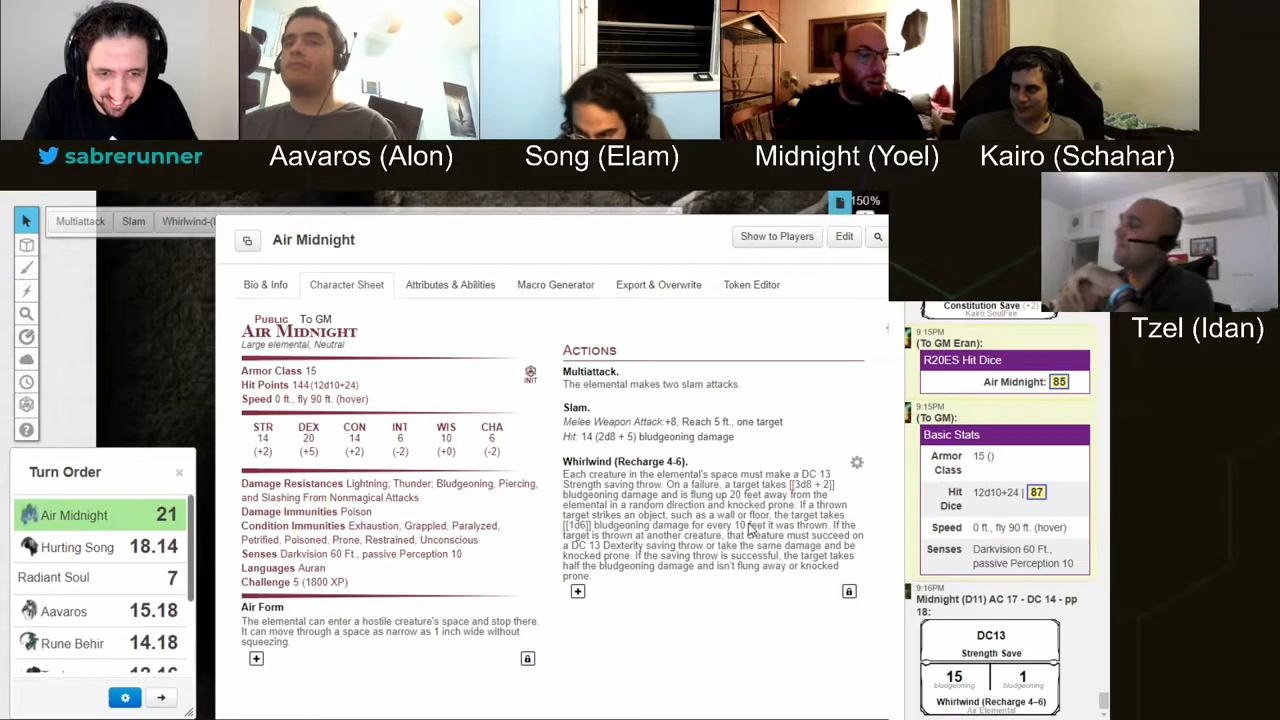 sabrerunner
Aavaros (Alon)
Song (Elam)
Midnight (Yoel)
Kairo (Schahar)
Tzel (Idan)
Multiattack
Slam
150%
Air Midnight
Show to Players
Edit
Bio & Info
Character Sheet
Attributes & Abilities
Macro Generator
Export & Overwrite
Token Editor
Public To GM
Air Midnight
Large elemental, Neutral
Armor Class 15
Hit Points 144 (12d10+24)
Speed 0 ft., fly 90 ft. (hover)
INIT
STR DEX CON INT WIS CHA
14 20 14 6 10 6
(+2) (+5) (+2) (-2) (+0) (-2)
Damage Resistances Lightning; Thunder; Bludgeoning, Piercing,
and Slashing From Nonmagical Attacks
Damage Immunities Poison
Condition Immunities Exhaustion, Grappled, Paralyzed,
Petrified, Poisoned, Prone, Restrained, Unconscious
Senses Darkvision 60 Ft., passive Perception 10
Languages Auran
Challenge 5 (1800 XP)
Air Form
The elemental can enter a hostile creature's space and stop there.
It can move through a space as narrow as 1 inch wide without
squeezing.
Actions
Multiattack.
The elemental makes two slam attacks.
Slam.
Melee Weapon Attack:+8, Reach 5 ft., one target
Hit: 14 (2d8 + 5) bludgeoning damage
Whirlwind (Recharge 4-6).
Each creature in the elemental's space must make a DC 13
Strength saving throw. On a failure, a target takes [[3d8 + 2]]
bludgeoning damage and is flung up 20 feet away from the
elemental in a random direction and knocked prone. If a thrown
target strikes an object, such as a wall or floor, the target takes
[[1d6]] bludgeoning damage for every 10 feet it was thrown. If the
target is thrown at another creature, that creature must succeed on
a DC 13 Dexterity saving throw or take the same damage and be
knocked prone. If the saving throw is successful, the target takes
half the bludgeoning damage and isn't flung away or knocked
prone.
Turn Order
Air Midnight 21
Hurting Song 18.14
Radiant Soul 7
Aavaros 15.18
Rune Behir 14.18
Constitution Save (+2)
Kairo SoulFire
9:15PM
(To GM Eran):
R20ES Hit Dice
Air Midnight: 85
9:15PM
(To GM):
Basic Stats
Armor Class 15 ()
Hit Dice 12d10+24 | 87
Speed 0 ft., fly 90 ft. (hover)
Senses Darkvision 60 Ft.,
passive Perception 10
9:16PM
Midnight (D11) AC 17 - DC 14 - pp
18:
DC13
Strength Save
15 1
bludgeoning bludgeoning
Whirlwind (Recharge 4-6)
Air Elemental